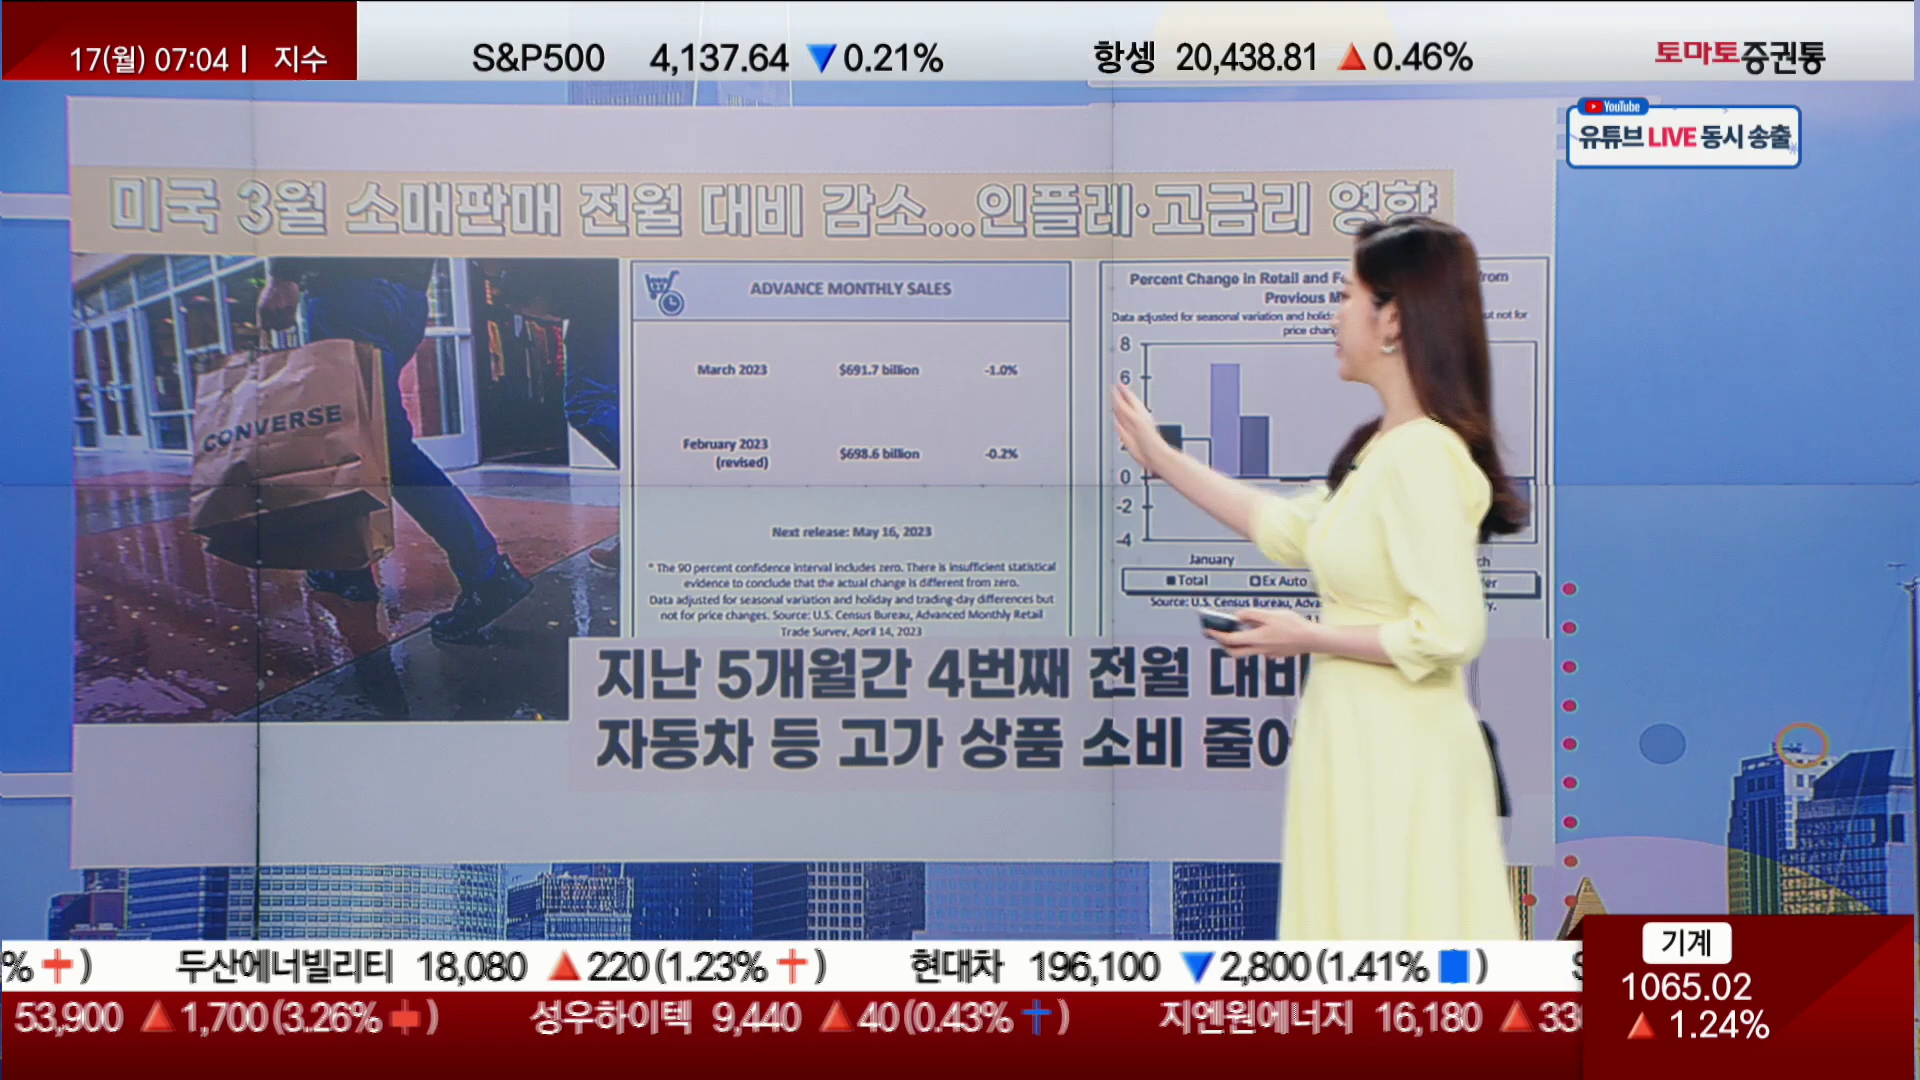 17(월) 07:04 | 지수
S&P500 4,137.64 ▼0.21%
항셍 20,438.81 ▲0.46%
토마토증권통
YouTube
유튜브 LIVE 동시 송출
미국 3월 소매판매 전월 대비 감소...인플레·고금리 영향
CONVERSE
ADVANCE MONTHLY SALES
March 2023 $691.7 billion -1.0%
February 2023 (revised) $698.6 billion -0.2%
Next release: May 16, 2023
* The 90 percent confidence interval includes zero. There is insufficient statistical
evidence to conclude that the actual change is different from zero.
Data adjusted for seasonal variation and holiday and trading-day differences but
not for price changes. Source: U.S. Census Bureau, Advanced Monthly Retail
Trade Survey, April 14, 2023
Percent Change in Retail and from
Previous
Data adjusted for seasonal variation and but not for
price
8
6
0
-2
-4
January
Total Ex Auto
Source: U.S. Census Bureau,
지난 5개월간 4번째 전월 대비
자동차 등 고가 상품 소비
% + ) 두산에너빌리티 18,080 ▲220(1.23% + ) 현대차 196,100 ▼2,800(1.41% ■ )
53,900 ▲1,700(3.26% + ) 성우하이텍 9,440 ▲40(0.43% + ) 지엔원에너지 16,180 ▲33
기계
1065.02
▲ 1.24%